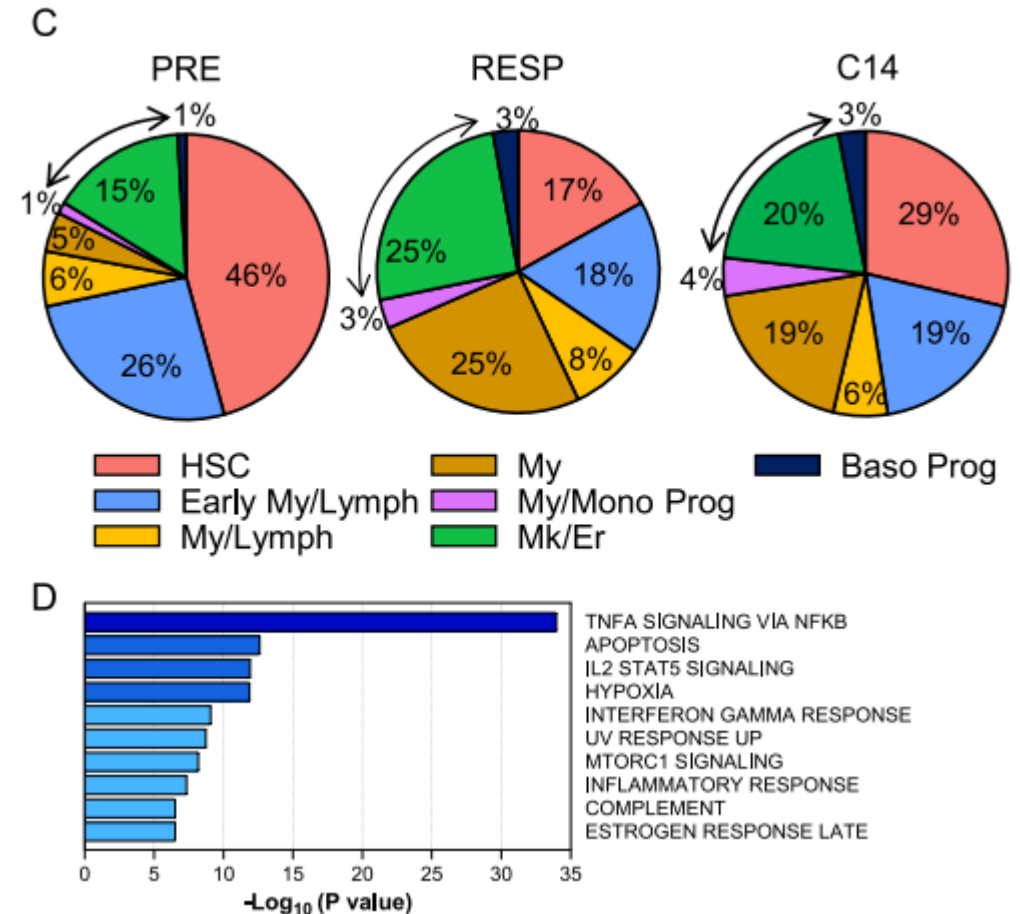 C
PRE
RESP
C14
1%
15%
1%
5%
6%
26%
46%
3%
17%
18%
8%
25%
3%
25%
3%
29%
19%
6%
19%
4%
20%
HSC
Early My/Lymph
My/Lymph
My
My/Mono Prog
Mk/Er
Baso Prog
D
TNFA SIGNALING VIA NFKB
APOPTOSIS
IL2 STAT5 SIGNALING
HYPOXIA
INTERFERON GAMMA RESPONSE
UV RESPONSE UP
MTORC1 SIGNALING
INFLAMMATORY RESPONSE
COMPLEMENT
ESTROGEN RESPONSE LATE
0 5 10 15 20 25 30 35
-Log10 (P value)